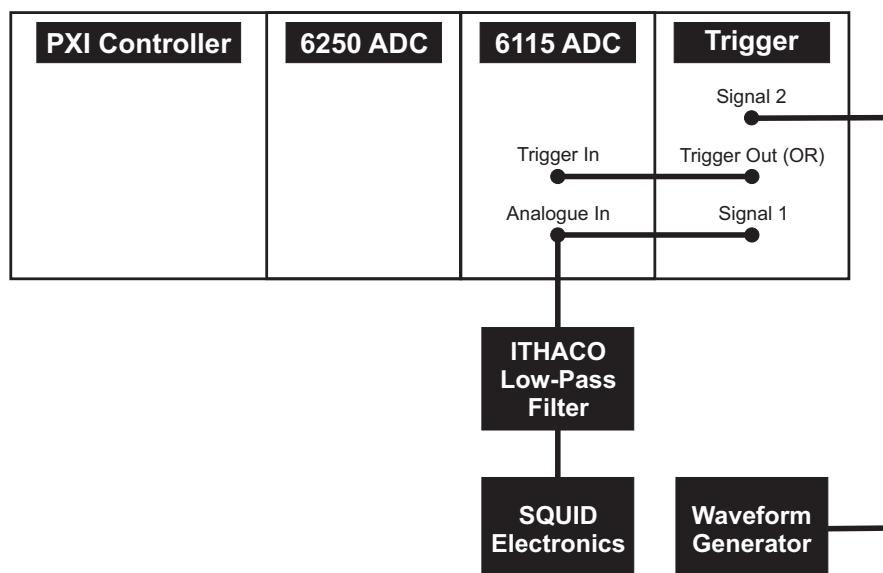 PXI Controller
6250 ADC
6115 ADC
Trigger
Signal 2
Trigger In
Trigger Out (OR)
Analogue In
Signal 1
ITHACO
Low-Pass
Filter
SQUID
Electronics
Waveform
Generator